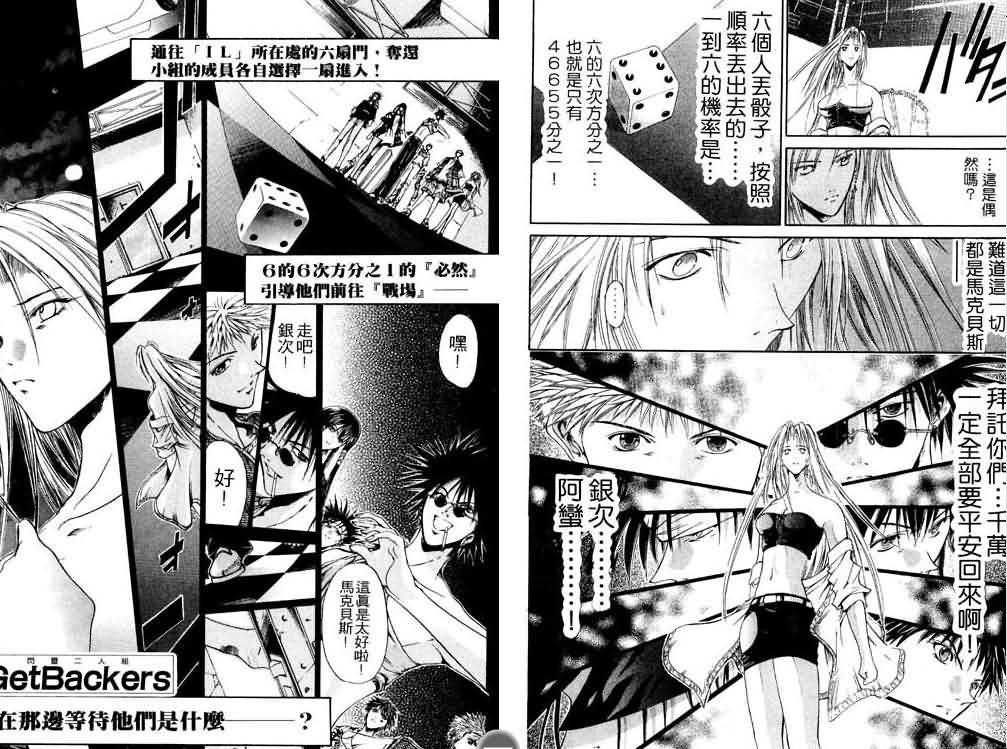 …這是偶
然嗎？
六個人丟骰子，按照
順率丟出去的……
一到六的機率是…
六的六次方分之一…
也就是只有
46655分之一！
難道這一切
都是馬克貝斯
——
拜託你們…千萬
一定全部要平安回來啊！
銀次………
阿蠻………！
通往「IL」所在處的六扇門，奪還
小組的成員各自選擇一扇進入！
6的6次方分之1的『必然』
引導他們前往『戰場』——
嘿！
走吧！
銀次！
好！
這真是太好啦！
馬克貝斯！
閃靈二人組
GetBackers
在那邊等待他們是什麼———？